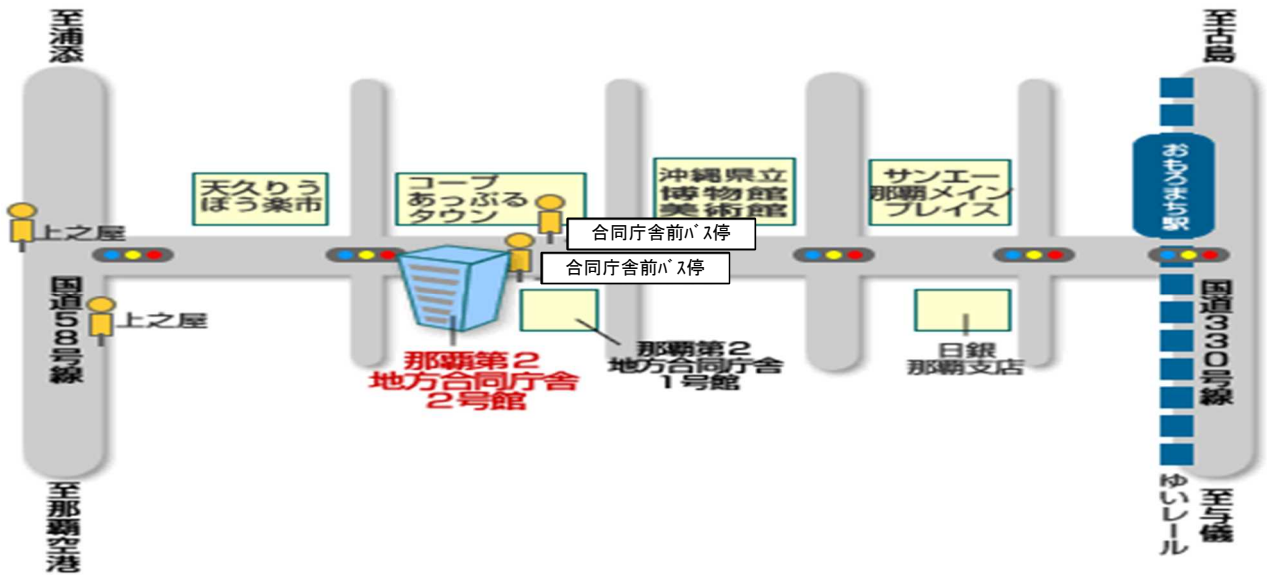 至浦添
至古島
おもろまち駅
天久りう
ぼう楽市
コープ
あっぷる
タウン
沖縄県立
博物館
美術館
サンエー
那覇メイン
プレイス
上之屋
合同庁舎前ﾊﾞｽ停
合同庁舎前ﾊﾞｽ停
国道58号線
上之屋
国道330号線
那覇第2
地方合同庁舎
2号館
那覇第2
地方合同庁舎
1号館
日銀
那覇支店
至那覇空港
ゆいレール
至与儀